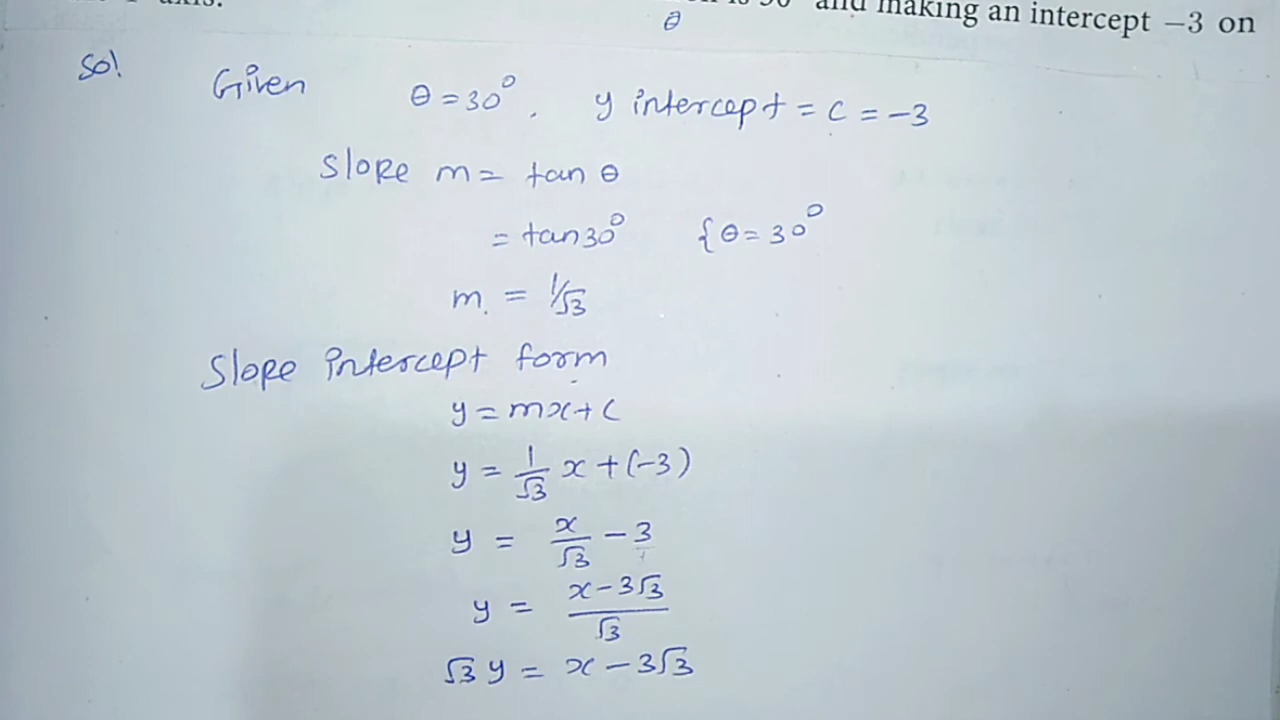 and making an intercept –3 on
θ
Sol Given θ = 30°, y intercept = c = -3
Slope m = tan θ
= tan 30° {θ = 30°
m. = 1/√3
Slope intercept form
y = mx + c
y = 1/√3 x + (-3)
y = x/√3 - 3
y = x - 3√3 / √3
√3 y = x - 3√3